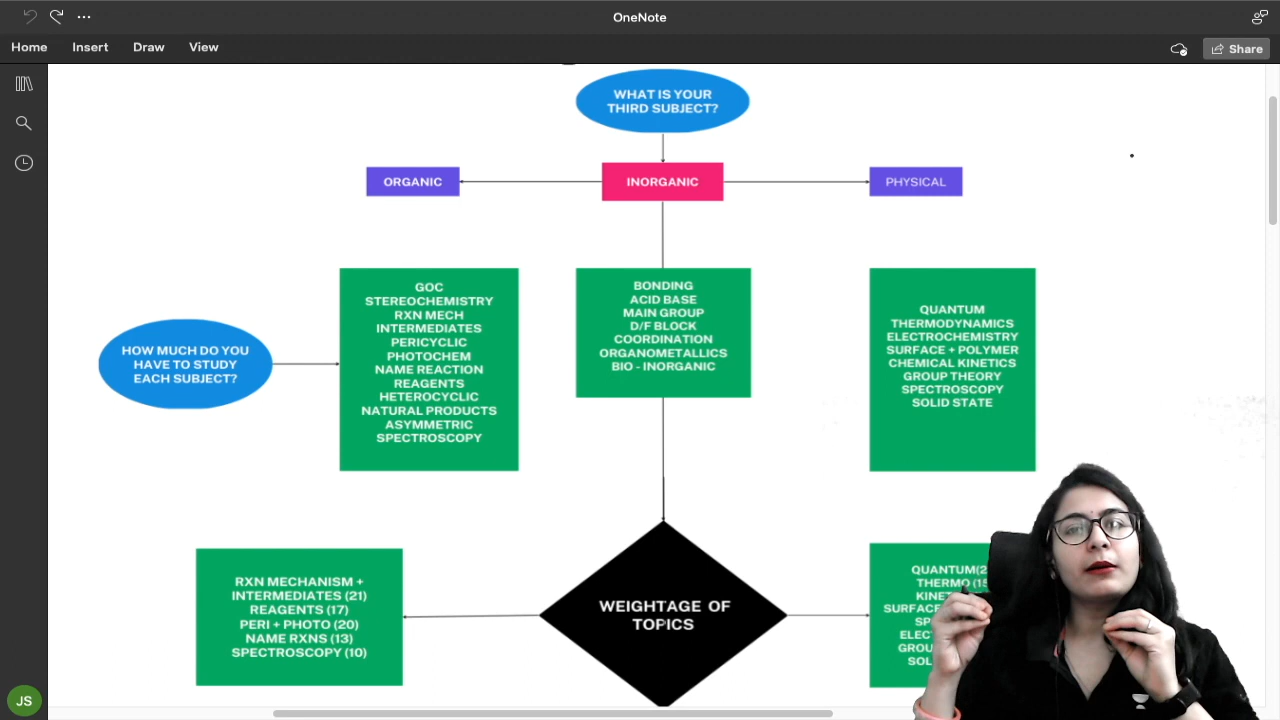 OneNote
Home Insert Draw View
Share
WHAT IS YOUR
THIRD SUBJECT?
ORGANIC
INORGANIC
PHYSICAL
HOW MUCH DO YOU
HAVE TO STUDY
EACH SUBJECT?
GOC
STEREOCHEMISTRY
RXN MECH
INTERMEDIATES
PERICYCLIC
PHOTOCHEM
NAME REACTION
REAGENTS
HETEROCYCLIC
NATURAL PRODUCTS
ASYMMETRIC
SPECTROSCOPY
BONDING
ACID BASE
MAIN GROUP
D/F BLOCK
COORDINATION
ORGANOMETALLICS
BIO - INORGANIC
QUANTUM
THERMODYNAMICS
ELECTROCHEMISTRY
SURFACE + POLYMER
CHEMICAL KINETICS
GROUP THEORY
SPECTROSCOPY
SOLID STATE
RXN MECHANISM +
INTERMEDIATES (21)
REAGENTS (17)
PERI + PHOTO (20)
NAME RXNS (13)
SPECTROSCOPY (10)
WEIGHTAGE OF
TOPICS
QUANTUM
THERMO
SURFACE
JS